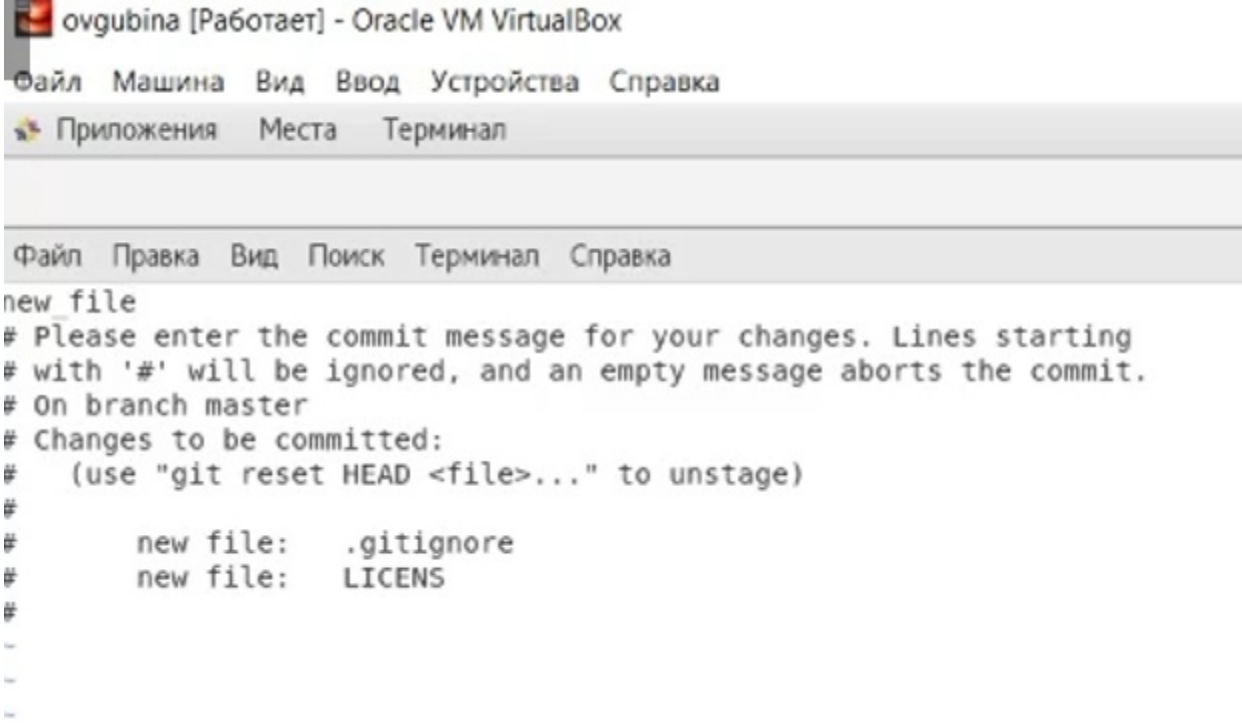 ovgubina [Работает] - Oracle VM VirtualBox
Файл Машина Вид Ввод Устройства Справка
Приложения Места Терминал
Файл Правка Вид Поиск Терминал Справка
new_file
# Please enter the commit message for your changes. Lines starting
# with '#' will be ignored, and an empty message aborts the commit.
# On branch master
# Changes to be committed:
#   (use "git reset HEAD <file>..." to unstage)
#
#       new file:   .gitignore
#       new file:   LICENS
#
~
~
~